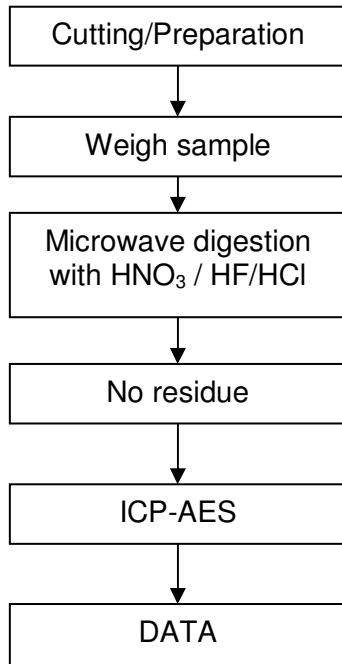 Cutting/Preparation
Weigh sample
Microwave digestion
with HNO₃ / HF/HCl
No residue
ICP-AES
DATA